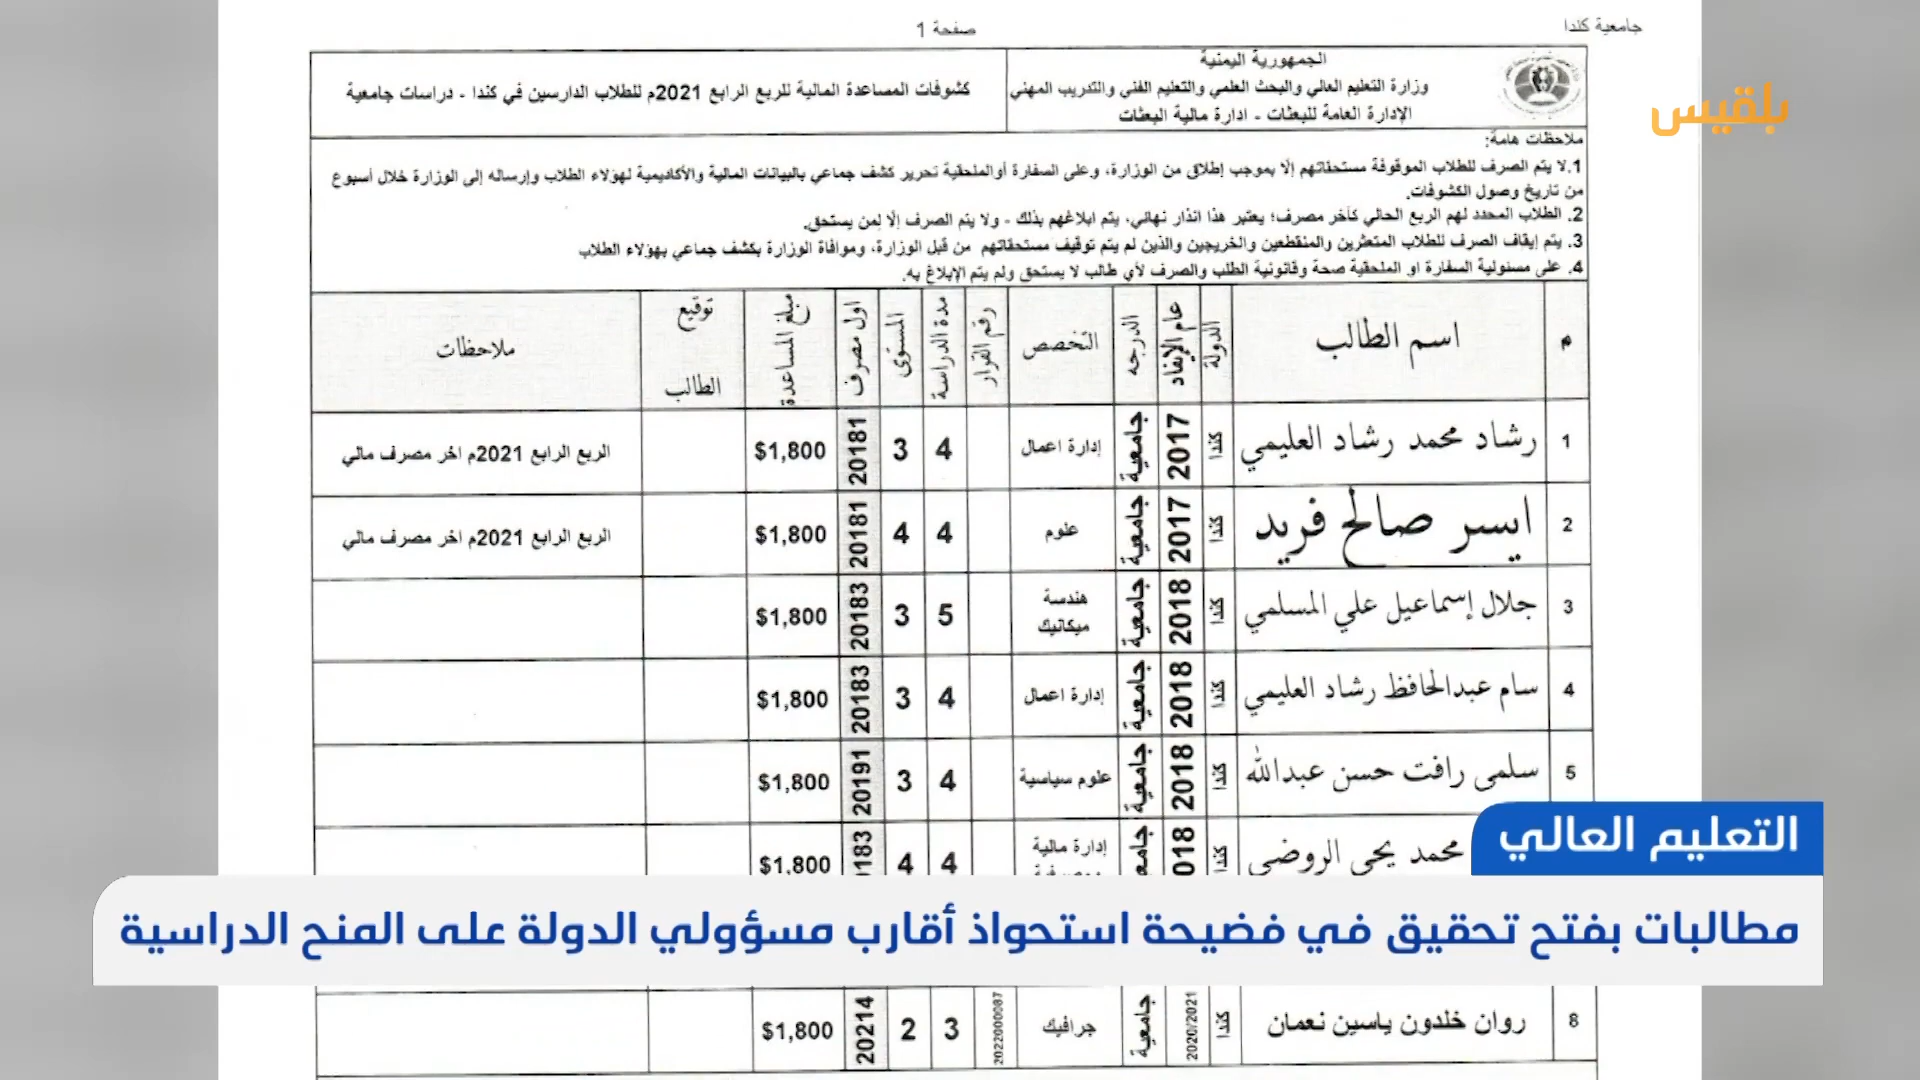 جامعية كندا
صفحة 1
بلقيس
الجمهورية اليمنية
وزارة التعليم العالي والبحث العلمي والتعليم الفني والتدريب المهني
الإدارة العامة للبعثات - ادارة مالية البعثات
كشوفات المساعدة المالية للربع الرابع 2021م للطلاب الدارسين في كندا - دراسات جامعية
ملاحظات هامة:
1.لا يتم الصرف للطلاب الموقوفة مستحقاتهم إلا بموجب إطلاق من الوزارة، وعلى السفارة أوالملحقية تحرير كشف جماعي بالبيانات المالية والأكاديمية لهؤلاء الطلاب وإرساله إلى الوزارة خلال أسبوع
من تاريخ وصول الكشوفات.
2. الطلاب المحدد لهم الربع الحالي كآخر مصرف؛ يعتبر هذا انذار نهائي، يتم ابلاغهم بذلك - ولا يتم الصرف إلا لمن يستحق.
3. يتم إيقاف الصرف للطلاب المتعثرين والمنقطعين والخريجين والذين لم يتم توقيف مستحقاتهم من قبل الوزارة، وموافاة الوزارة بكشف جماعي بهؤلاء الطلاب
4. على مسئولية السفارة او الملحقية صحة وقانونية الطلب والصرف لأي طالب لا يستحق ولم يتم الإبلاغ به.
م اسم الطالب الدولة عام الإيفاد الدرجه التخصص رقم القرار مدة الدراسة المستوى اول مصرف مبلغ المساعدة توقيع الطالب ملاحظات
1 رشاد محمد رشاد العليمي كندا 2017 جامعية إدارة اعمال 4 3 20181 $1,800 الربع الرابع 2021م اخر مصرف مالي
2 ايسر صالح فريد كندا 2017 جامعية علوم 4 4 20181 $1,800 الربع الرابع 2021م اخر مصرف مالي
3 جلال إسماعيل علي المسلمي كندا 2018 جامعية هندسة ميكانيك 5 3 20183 $1,800
4 سام عبدالحافظ رشاد العليمي كندا 2018 جامعية إدارة اعمال 4 3 20183 $1,800
5 سلمى رافت حسن عبدالله كندا 2018 جامعية علوم سياسية 4 3 20191 $1,800
محمد يحي الروضي كندا 018 جامع إدارة مالية 4 4 183 $1,800
التعليم العالي
مطالبات بفتح تحقيق في فضيحة استحواذ أقارب مسؤولي الدولة على المنح الدراسية
8 روان خلدون ياسين نعمان كندا 2020/2021 جامعية جرافيك 2022000087 3 2 20214 $1,800